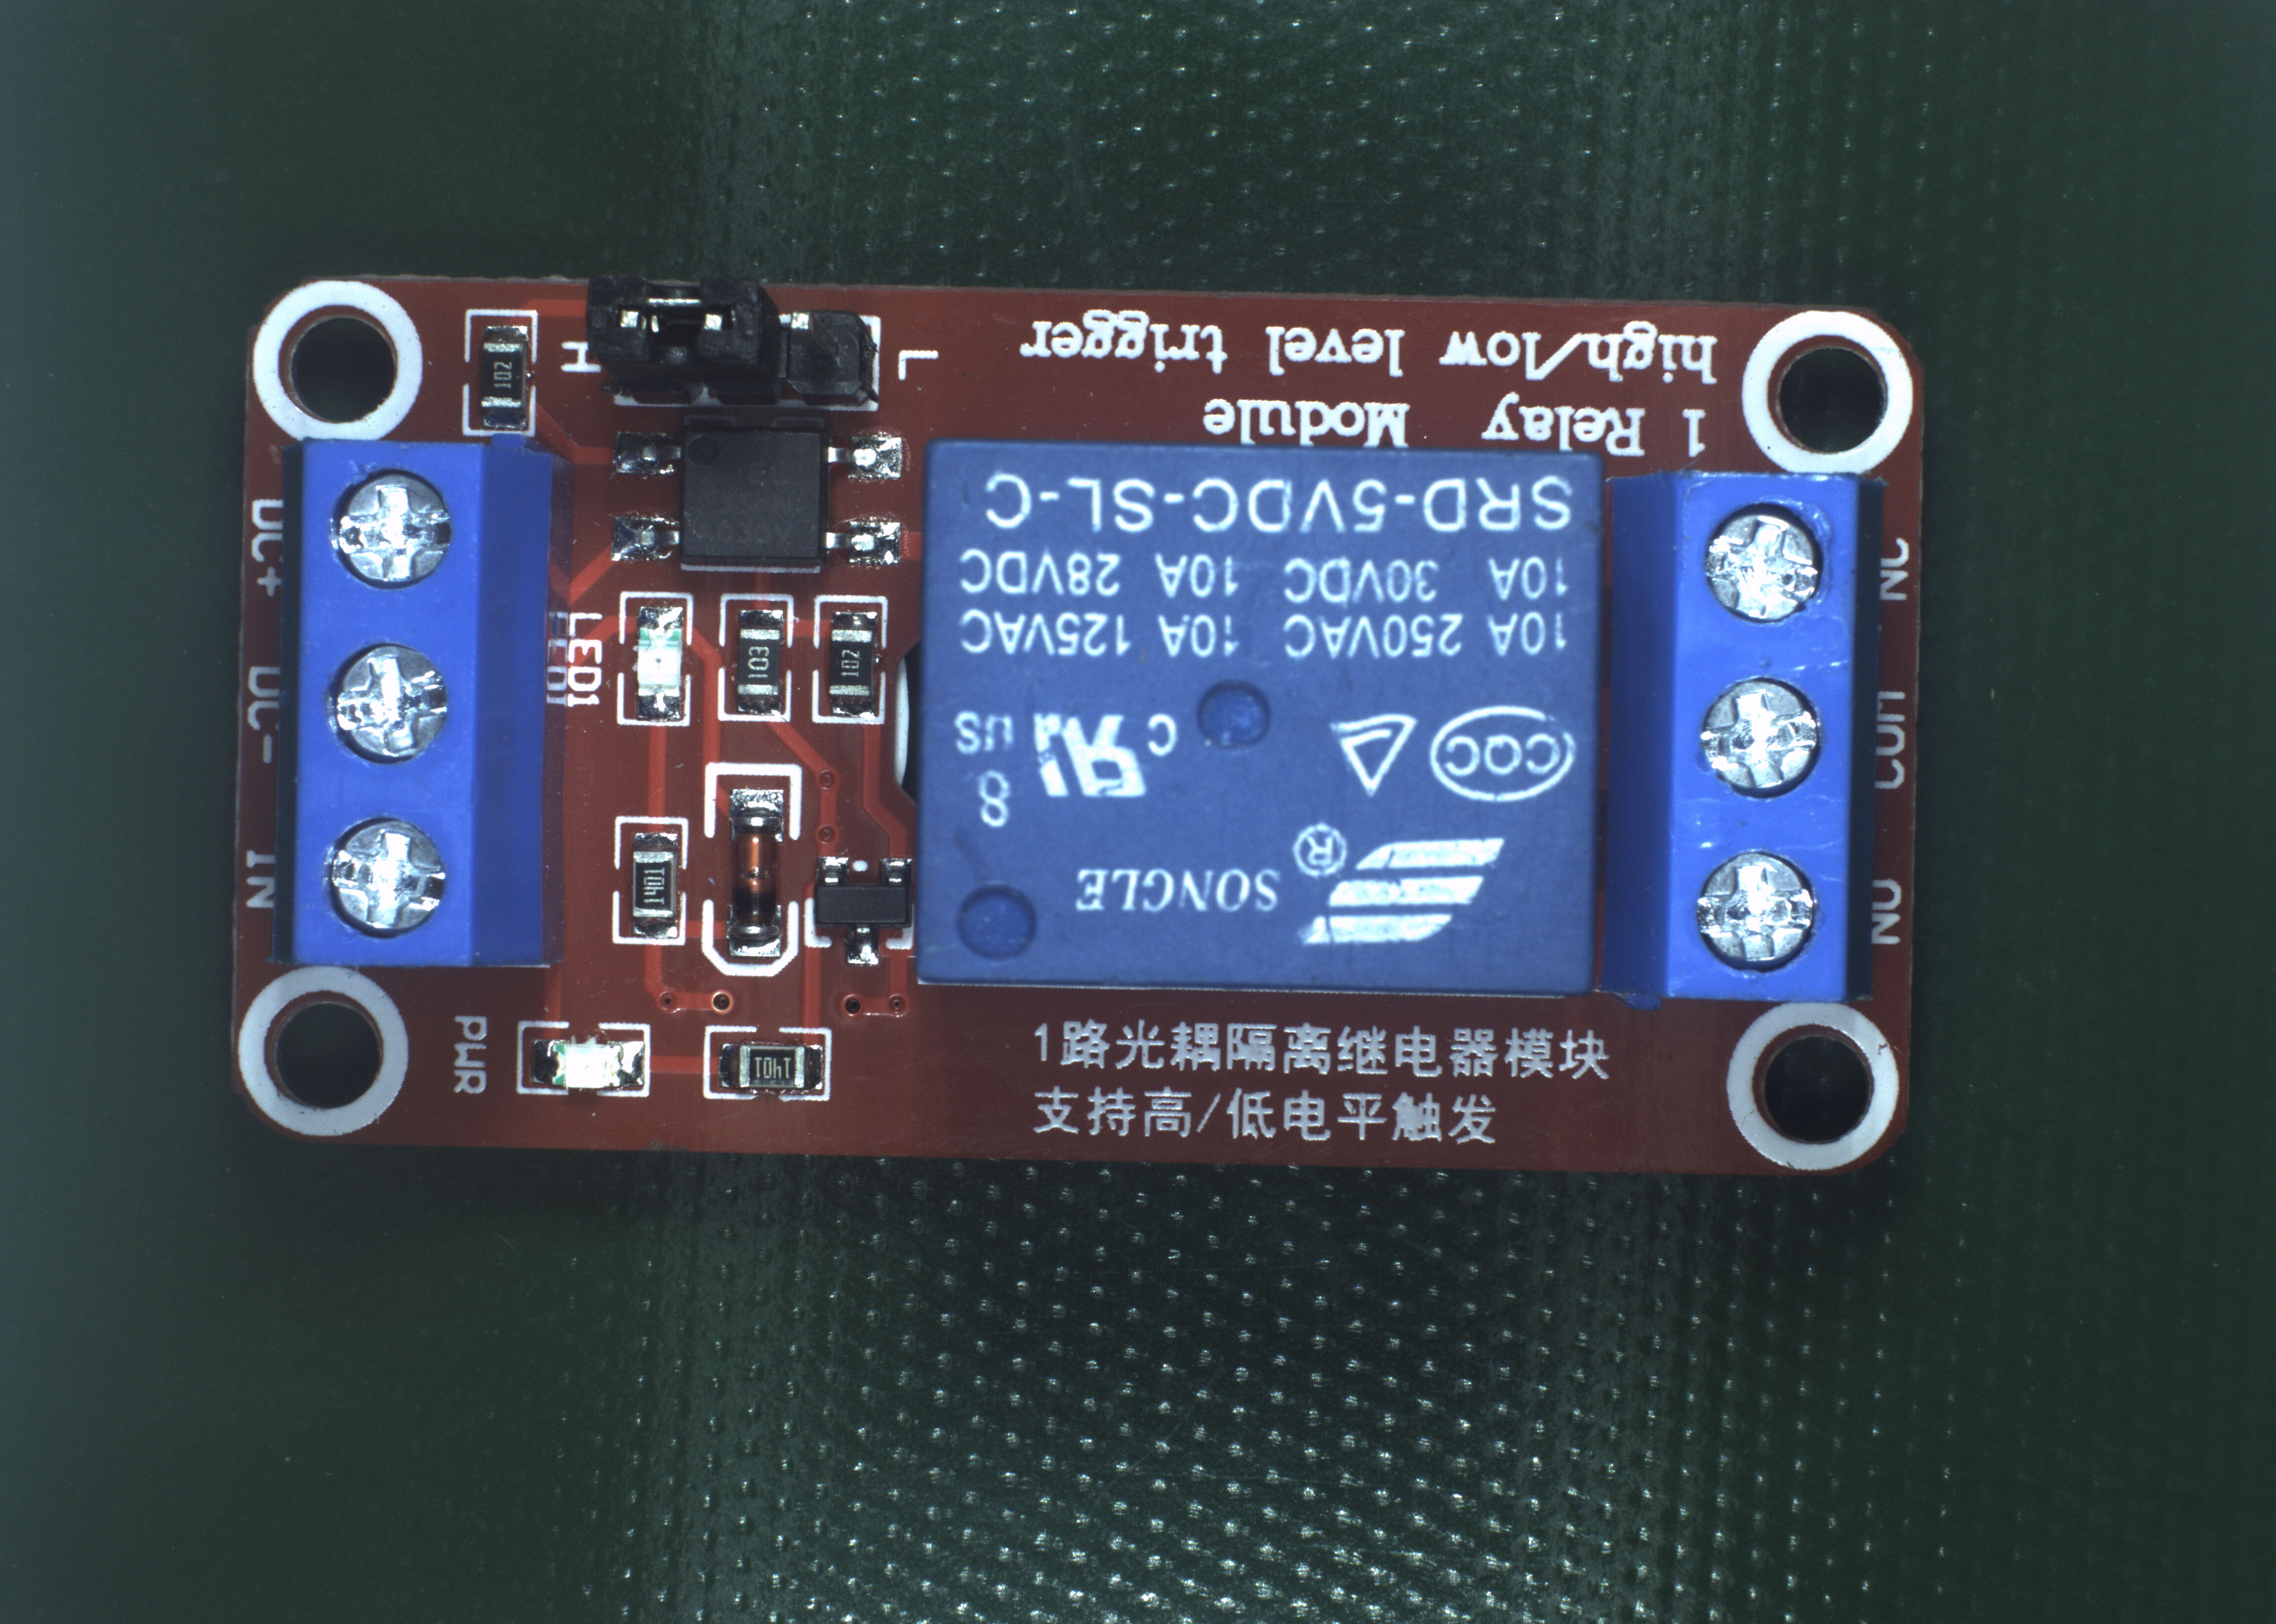 high/low level trigger
1 Relay Module
H
102
DC+
DC-
IN
LED1
103
102
1401
PWR
1401
SRD-5VDC-SL-C
10A 30VDC 10A 28VDC
10A 250VAC 10A 125VAC
CQC
C US
8
SONGLE ®
NC
COM
NO
1路光耦隔离继电器模块
支持高/低电平触发